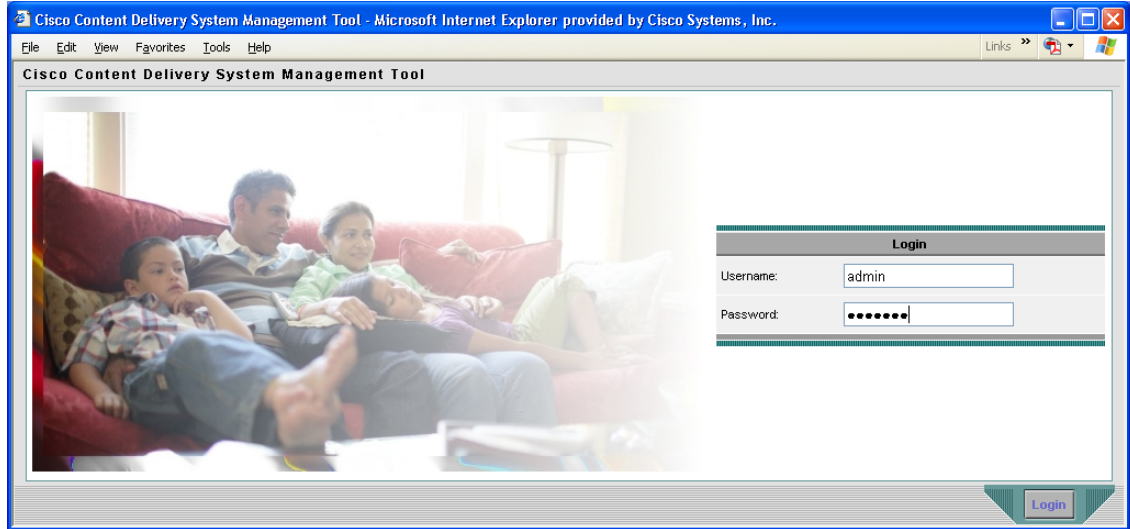 Cisco Content Delivery System Management Tool - Microsoft Internet Explorer provided by Cisco Systems, Inc.
File Edit View Favorites Tools Help Links »
Cisco Content Delivery System Management Tool
Login
Username: admin
Password: •••••••
Login